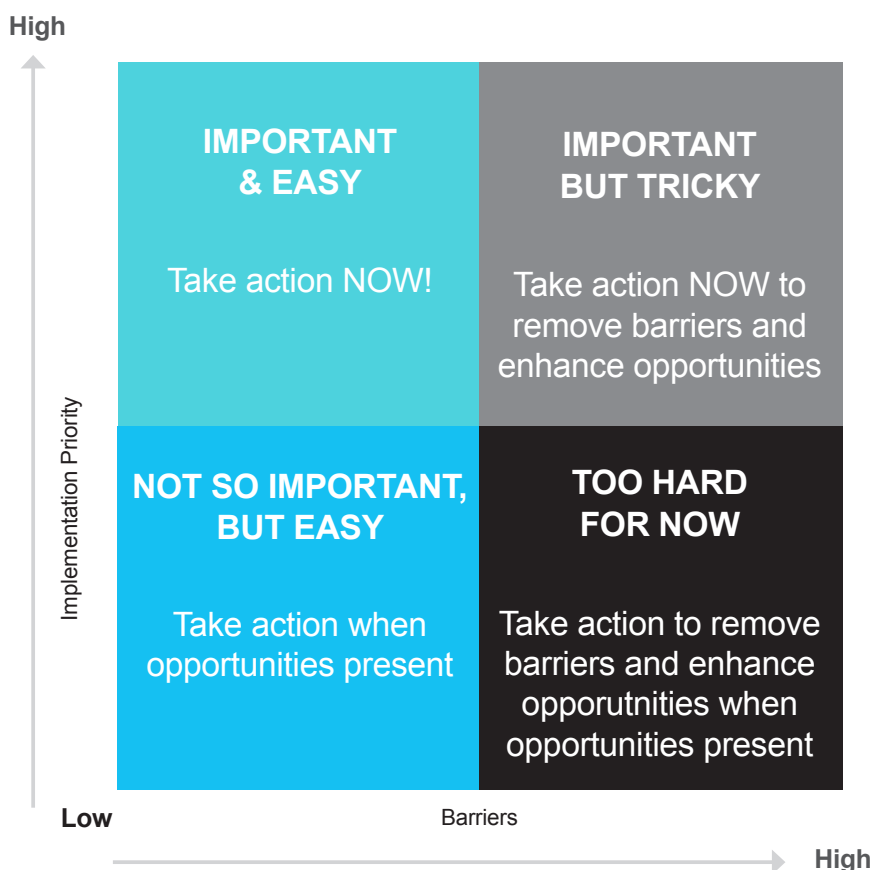 High
IMPORTANT
& EASY
Take action NOW!
IMPORTANT
BUT TRICKY
Take action NOW to
remove barriers and
enhance opportunities
Implementation Priority
NOT SO IMPORTANT,
BUT EASY
Take action when
opportunities present
TOO HARD
FOR NOW
Take action to remove
barriers and enhance
opporutnities when
opportunities present
Low
Barriers
High